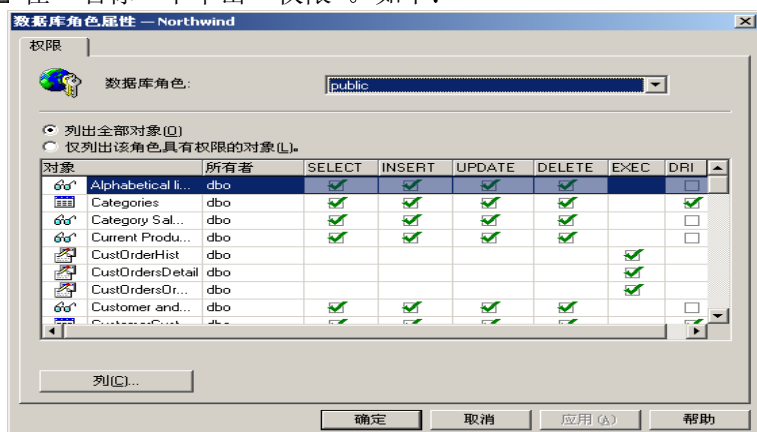 数据库角色属性 — Northwind
权限
数据库角色:
public
列出全部对象(O)
仅列出该角色具有权限的对象(L)。
对象 所有者 SELECT INSERT UPDATE DELETE EXEC DRI
Alphabetical li... dbo
Categories dbo
Category Sal... dbo
Current Produ... dbo
CustOrderHist dbo
CustOrdersDetail dbo
CustOrdersOr... dbo
Customer and... dbo
列(C)...
确定 取消 应用(A) 帮助